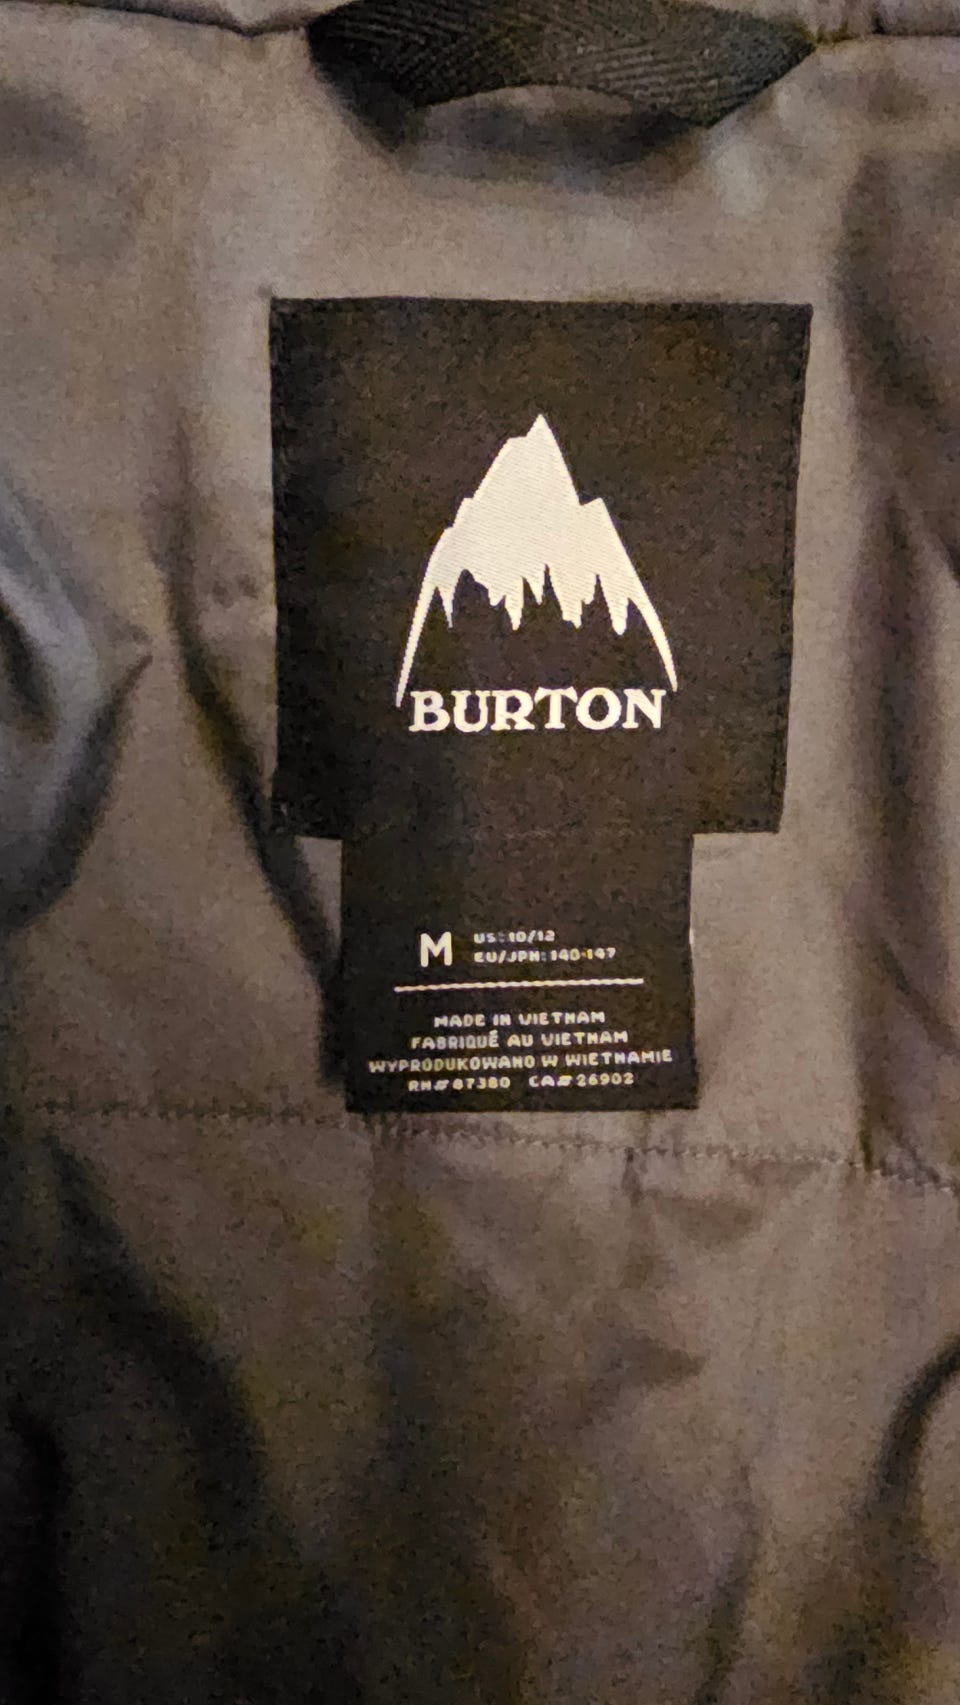 BURTON
M US: 10/12
EU/JPN: 140-147
MADE IN VIETNAM
FABRIQUÉ AU VIETNAM
WYPRODUKOWANO W WIETNAMIE
RN#87380 CA#26902